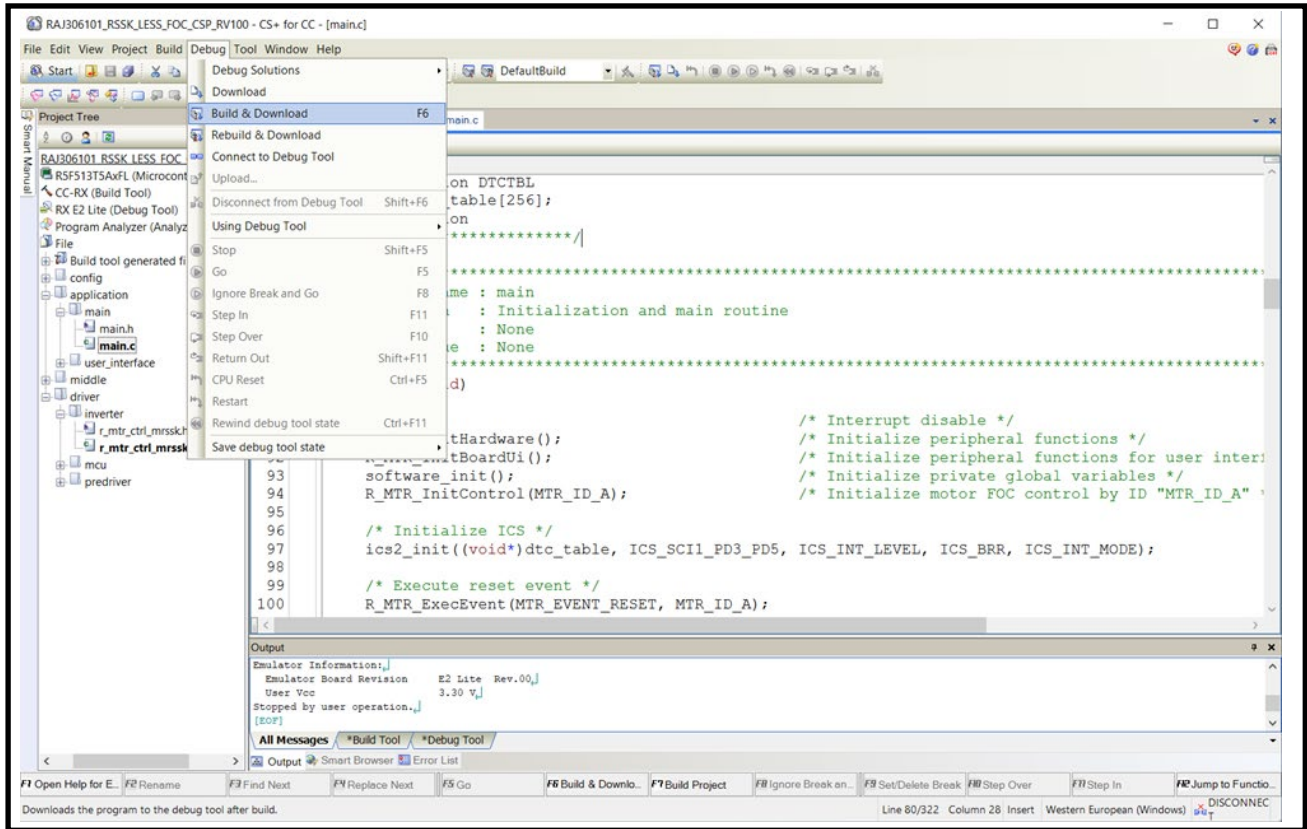 RAJ306101_RSSK_LESS_FOC_CSP_RV100 - CS+ for CC - [main.c]
File Edit View Project Build Debug Tool Window Help
Start
DefaultBuild
Debug Solutions
Download
Build & Download F6
Rebuild & Download
Connect to Debug Tool
Upload...
Disconnect from Debug Tool Shift+F6
Using Debug Tool
Stop Shift+F5
Go F5
Ignore Break and Go F8
Step In F11
Step Over F10
Return Out Shift+F11
CPU Reset Ctrl+F5
Restart
Rewind debug tool state Ctrl+F11
Save debug tool state
Smart Manual
Project Tree
RAJ306101_RSSK_LESS_FOC_
R5F513T5AxFL (Microcont
CC-RX (Build Tool)
RX E2 Lite (Debug Tool)
Program Analyzer (Analyz
File
Build tool generated fi
config
application
main
main.h
main.c
user_interface
middle
driver
inverter
r_mtr_ctrl_mrssk.h
r_mtr_ctrl_mrssk
mcu
predriver
main.c
on DTCTBL
table[256];
on
*************/
me : main
: Initialization and main routine
: None
e : None
d)
/* Interrupt disable */
tHardware(); /* Initialize peripheral functions */
itBoardUi(); /* Initialize peripheral functions for user inter
93 software_init(); /* Initialize private global variables */
94 R_MTR_InitControl(MTR_ID_A); /* Initialize motor FOC control by ID "MTR_ID_A" *
95
96 /* Initialize ICS */
97 ics2_init((void*)dtc_table, ICS_SCI1_PD3_PD5, ICS_INT_LEVEL, ICS_BRR, ICS_INT_MODE);
98
99 /* Execute reset event */
100 R_MTR_ExecEvent(MTR_EVENT_RESET, MTR_ID_A);
Output
Emulator Information:
Emulator Board Revision E2 Lite Rev.00
User Vcc 3.30 V
Stopped by user operation.
[EOF]
All Messages *Build Tool *Debug Tool
Output Smart Browser Error List
F1 Open Help for E... F2 Rename F3 Find Next F4 Replace Next F5 Go F6 Build & Downlo... F7 Build Project F8 Ignore Break an... F9 Set/Delete Break F10 Step Over F11 Step In F12 Jump to Functio...
Downloads the program to the debug tool after build. Line 80/322 Column 28 Insert Western European (Windows) DISCONNEC
T